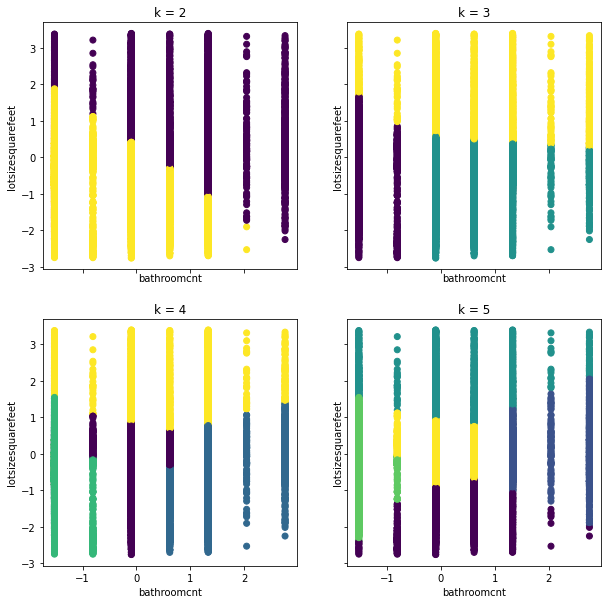 k = 2
k = 3
3
2
1
0
−1
−2
−3
lotsizesquarefeet
lotsizesquarefeet
bathroomcnt
bathroomcnt
k = 4
k = 5
3
2
1
0
−1
−2
−3
lotsizesquarefeet
lotsizesquarefeet
−1 0 1 2
−1 0 1 2
bathroomcnt
bathroomcnt